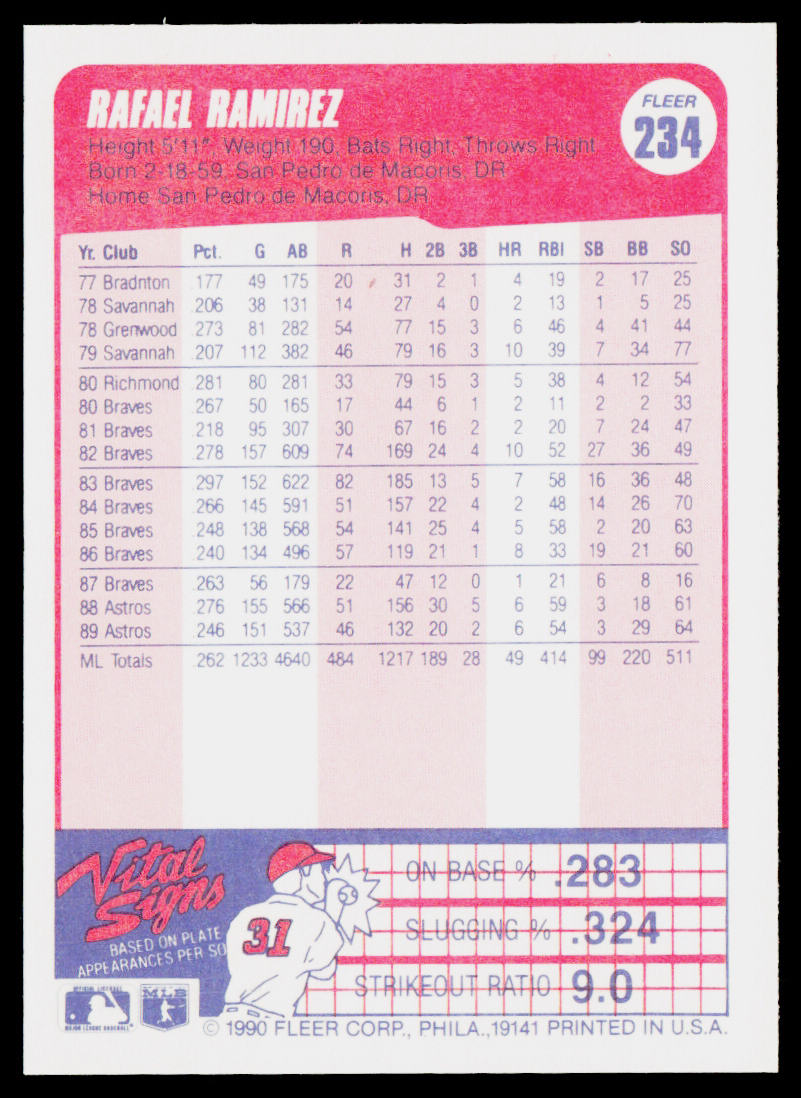 RAFAEL RAMIREZ
FLEER
234
Height 5'11", Weight 190, Bats Right, Throws Right
Born 2-18-59, San Pedro de Macoris, DR
Home San Pedro de Macoris, DR
Yr. Club Pct. G AB R H 2B 3B HR RBI SB BB SO
77 Bradnton .177 49 175 20 31 2 1 4 19 2 17 25
78 Savannah .206 38 131 14 27 4 0 2 13 1 5 25
78 Grenwood .273 81 282 54 77 15 3 6 46 4 41 44
79 Savannah .207 112 382 46 79 16 3 10 39 7 34 77
80 Richmond .281 80 281 33 79 15 3 5 38 4 12 54
80 Braves .267 50 165 17 44 6 1 2 11 2 2 33
81 Braves .218 95 307 30 67 16 2 2 20 7 24 47
82 Braves .278 157 609 74 169 24 4 10 52 27 36 49
83 Braves .297 152 622 82 185 13 5 7 58 16 36 48
84 Braves .266 145 591 51 157 22 4 2 48 14 26 70
85 Braves .248 138 568 54 141 25 4 5 58 2 20 63
86 Braves .240 134 496 57 119 21 1 8 33 19 21 60
87 Braves .263 56 179 22 47 12 0 1 21 6 8 16
88 Astros .276 155 566 51 156 30 5 6 59 3 18 61
89 Astros .246 151 537 46 132 20 2 6 54 3 29 64
ML Totals .262 1233 4640 484 1217 189 28 49 414 99 220 511
Vital
Signs
BASED ON PLATE
APPEARANCES PER SO
31
ON BASE % .283
SLUGGING % .324
STRIKEOUT RATIO 9.0
MAJOR LEAGUE BASEBALL
MLB
© 1990 FLEER CORP., PHILA.,19141 PRINTED IN U.S.A.